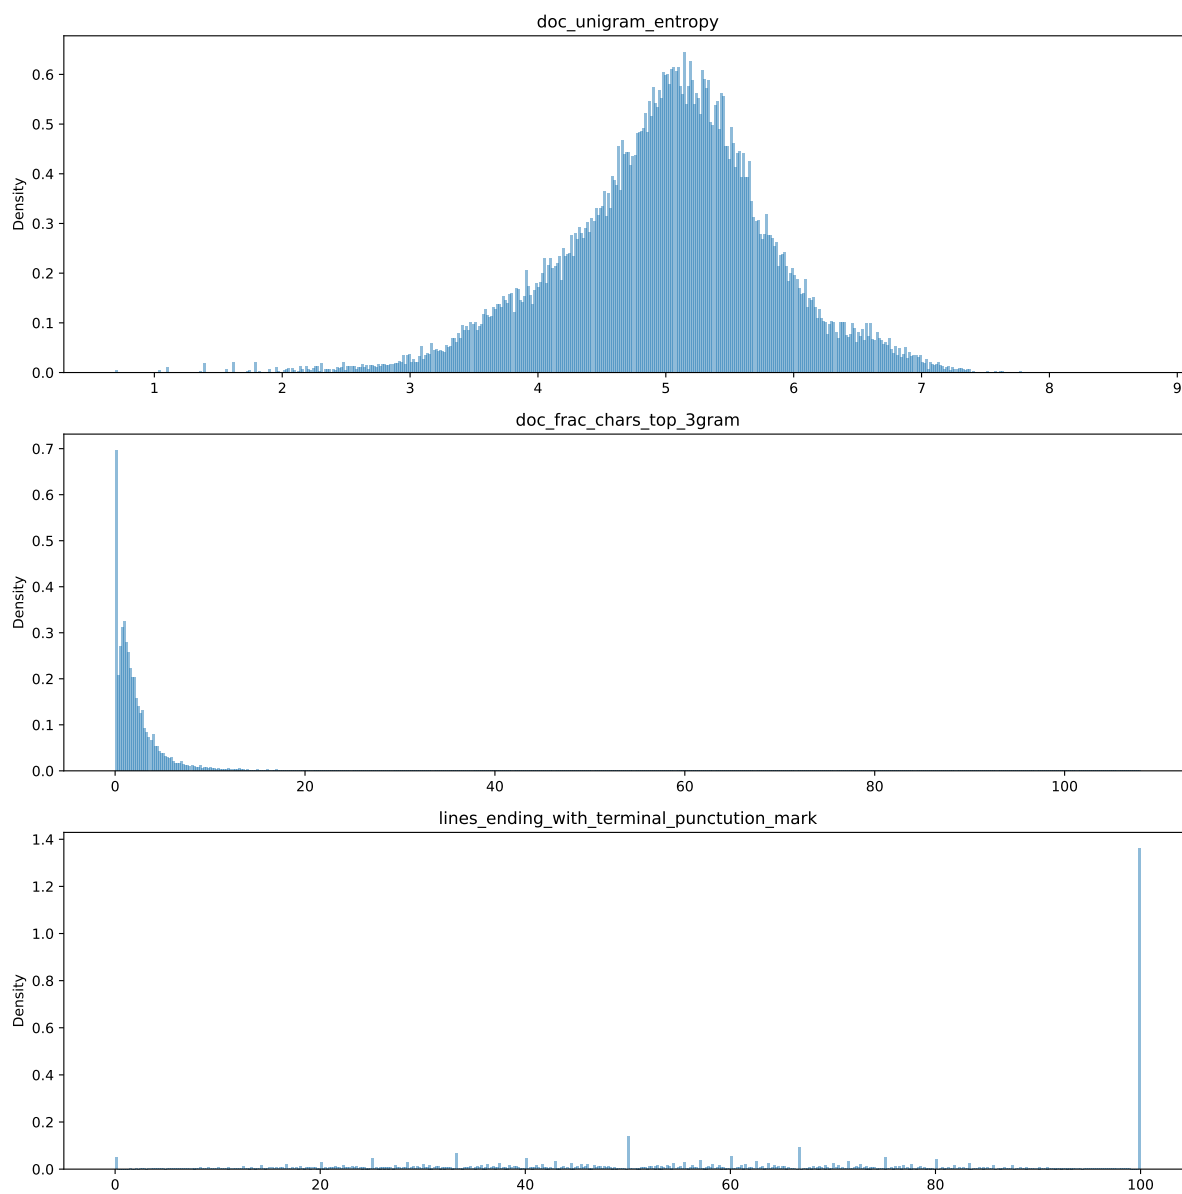 doc_unigram_entropy
Density
0.6
0.5
0.4
0.3
0.2
0.1
0.0
1 2 3 4 5 6 7 8 9
doc_frac_chars_top_3gram
Density
0.7
0.6
0.5
0.4
0.3
0.2
0.1
0.0
0 20 40 60 80 100
lines_ending_with_terminal_punctution_mark
Density
1.4
1.2
1.0
0.8
0.6
0.4
0.2
0.0
0 20 40 60 80 100